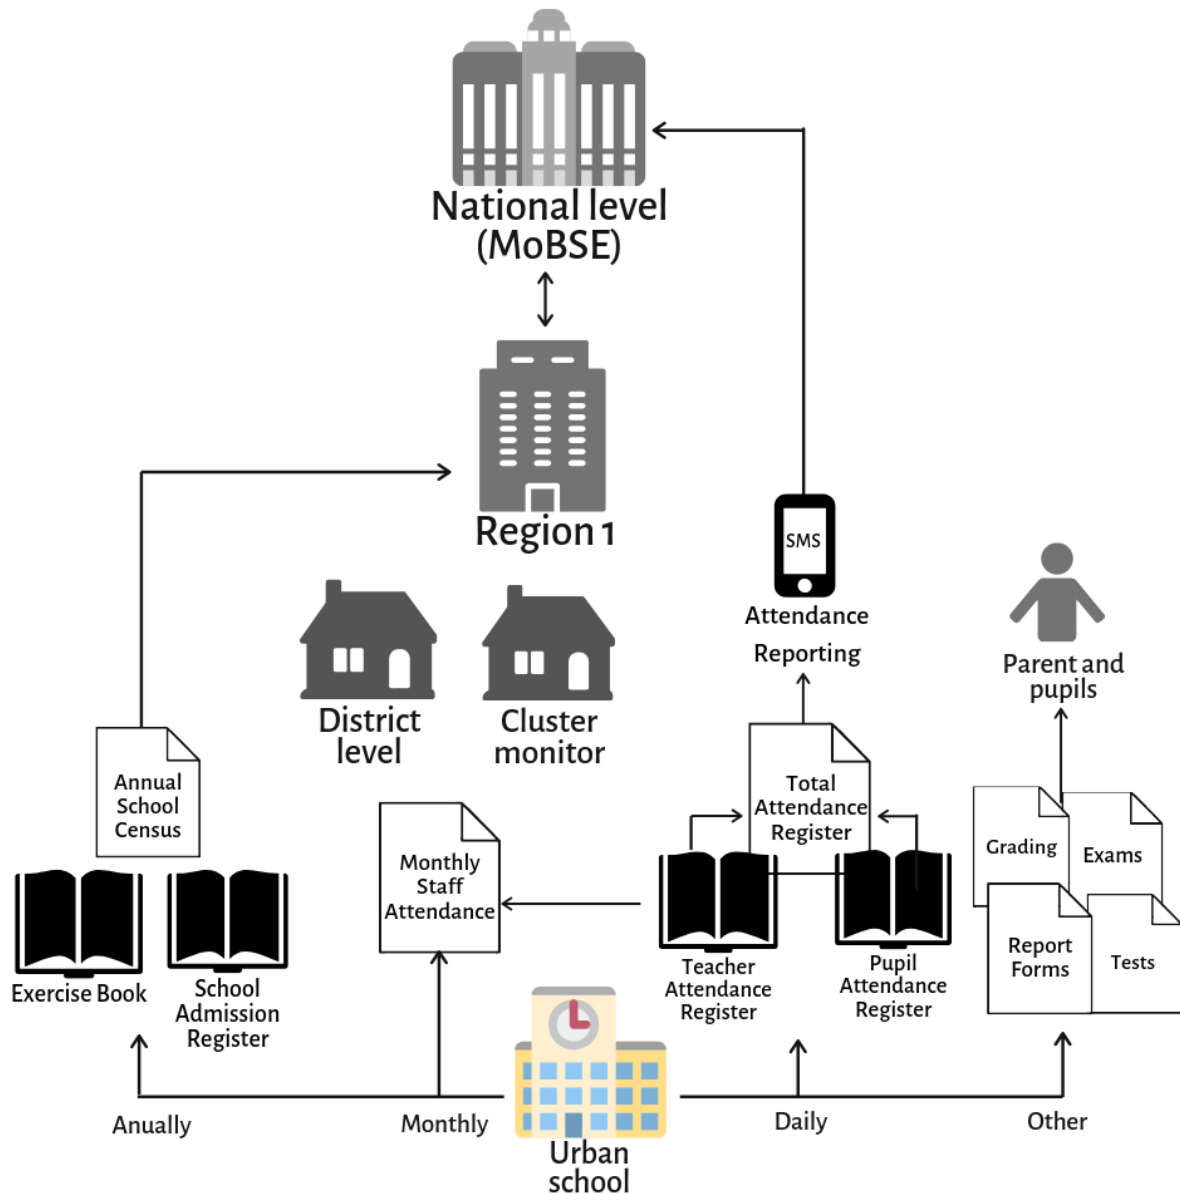 National level
(MoBSE)
Region 1
SMS
Attendance
Reporting
Parent and
pupils
District
level
Cluster
monitor
Annual
School
Census
Total
Attendance
Register
Monthly
Staff
Attendance
Grading
Exams
Report
Forms
Tests
Exercise Book
School
Admission
Register
Teacher
Attendance
Register
Pupil
Attendance
Register
Anually
Monthly
Daily
Other
Urban
school